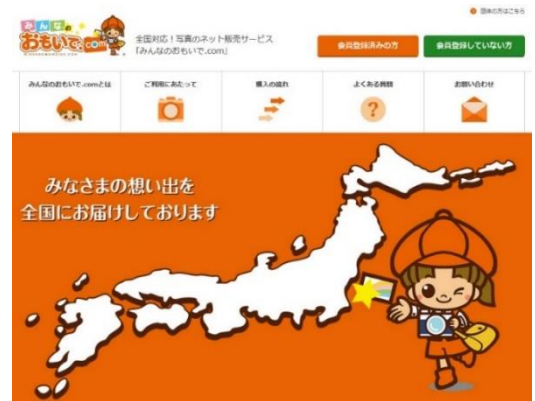 団体の方はこちら
みんなの
おもいで.com
全国対応！写真のネット販売サービス
「みんなのおもいで.com」
会員登録済みの方
会員登録していない方
みんなのおもいで.comとは
ご利用にあたって
購入の流れ
よくある質問
お問い合わせ
?
みなさまの想い出を
全国にお届けしております